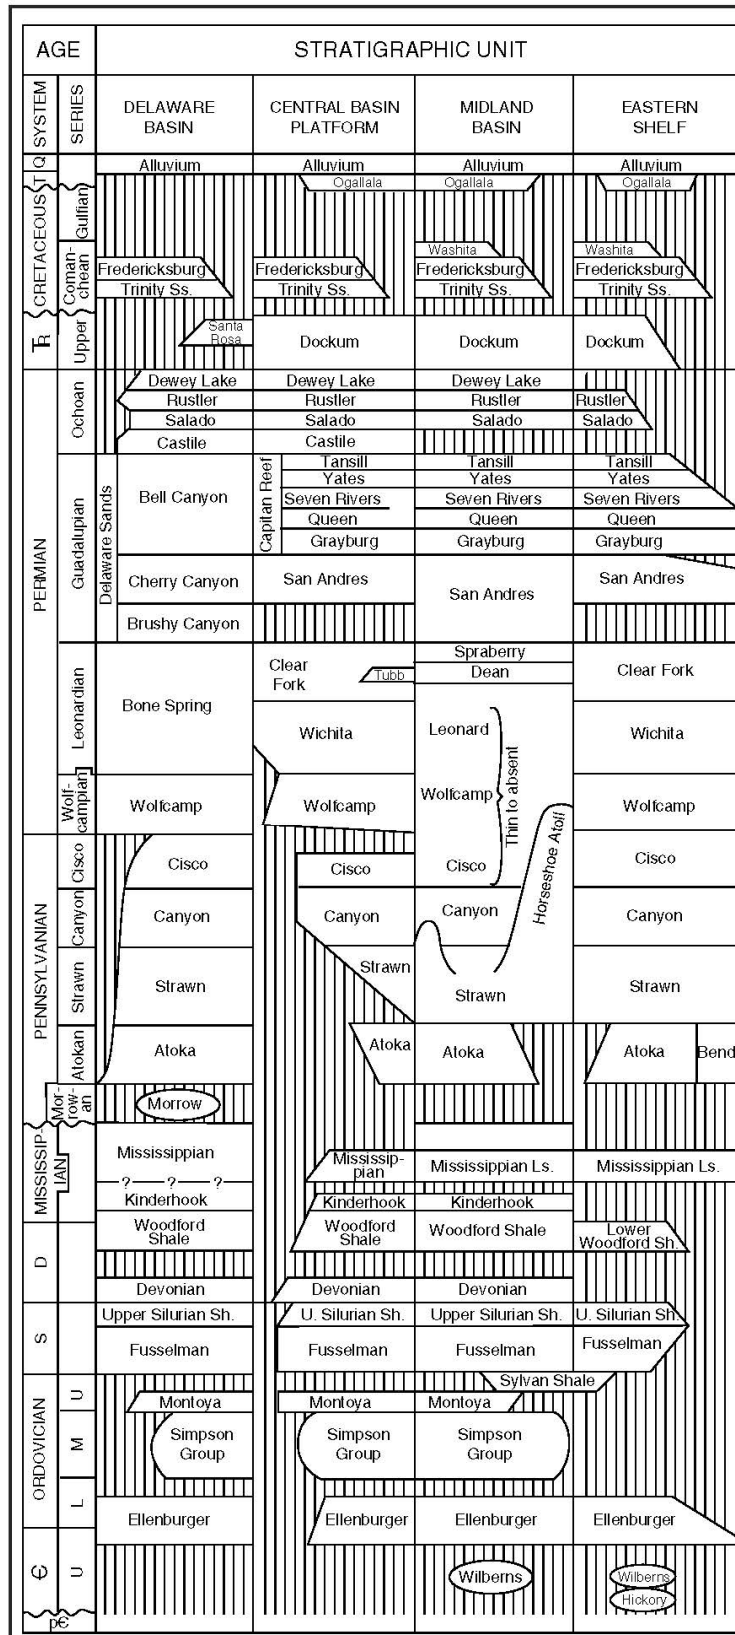 AGE
STRATIGRAPHIC UNIT
SYSTEM
SERIES
DELAWARE
BASIN
CENTRAL BASIN
PLATFORM
MIDLAND
BASIN
EASTERN
SHELF
Q
Alluvium
Alluvium
Alluvium
Alluvium
T
Ogallala
Ogallala
Ogallala
CRETACEOUS
Gulfian
Coman-
chean
Washita
Washita
Fredericksburg
Fredericksburg
Fredericksburg
Fredericksburg
Trinity Ss.
Trinity Ss.
Trinity Ss.
Trinity Ss.
TR
Upper
Santa
Rosa
Dockum
Dockum
Dockum
PERMIAN
Ochoan
Dewey Lake
Dewey Lake
Dewey Lake
Rustler
Rustler
Rustler
Rustler
Salado
Salado
Salado
Salado
Castile
Castile
Guadalupian
Delaware Sands
Bell Canyon
Capitan Reef
Tansill
Tansill
Tansill
Yates
Yates
Yates
Seven Rivers
Seven Rivers
Seven Rivers
Queen
Queen
Queen
Grayburg
Grayburg
Grayburg
Cherry Canyon
San Andres
San Andres
San Andres
Brushy Canyon
Leonardian
Bone Spring
Clear
Fork
Tubb
Spraberry
Dean
Clear Fork
Wichita
Leonard
Wichita
Thin to absent
Wolf-
campian
Wolfcamp
Wolfcamp
Wolfcamp
Wolfcamp
Horseshoe Atoll
PENNSYLVANIAN
Cisco
Cisco
Cisco
Cisco
Cisco
Canyon
Canyon
Canyon
Canyon
Canyon
Strawn
Strawn
Strawn
Strawn
Strawn
Atokan
Atoka
Atoka
Atoka
Atoka
Bend
Mor-
row-
an
Morrow
MISSISSIP-
IAN
Mississippian
Mississip-
pian
Mississippian Ls.
Mississippian Ls.
? ? ?
Kinderhook
Kinderhook
Kinderhook
D
Woodford
Shale
Woodford
Shale
Woodford Shale
Lower
Woodford Sh.
Devonian
Devonian
Devonian
S
Upper Silurian Sh.
U. Silurian Sh.
Upper Silurian Sh.
U. Silurian Sh.
Fusselman
Fusselman
Fusselman
Fusselman
ORDOVICIAN
U
Sylvan Shale
Montoya
Montoya
Montoya
M
Simpson
Group
Simpson
Group
Simpson
Group
L
Ellenburger
Ellenburger
Ellenburger
Ellenburger
Є
U
Wilberns
Wilberns
Hickory
pЄ